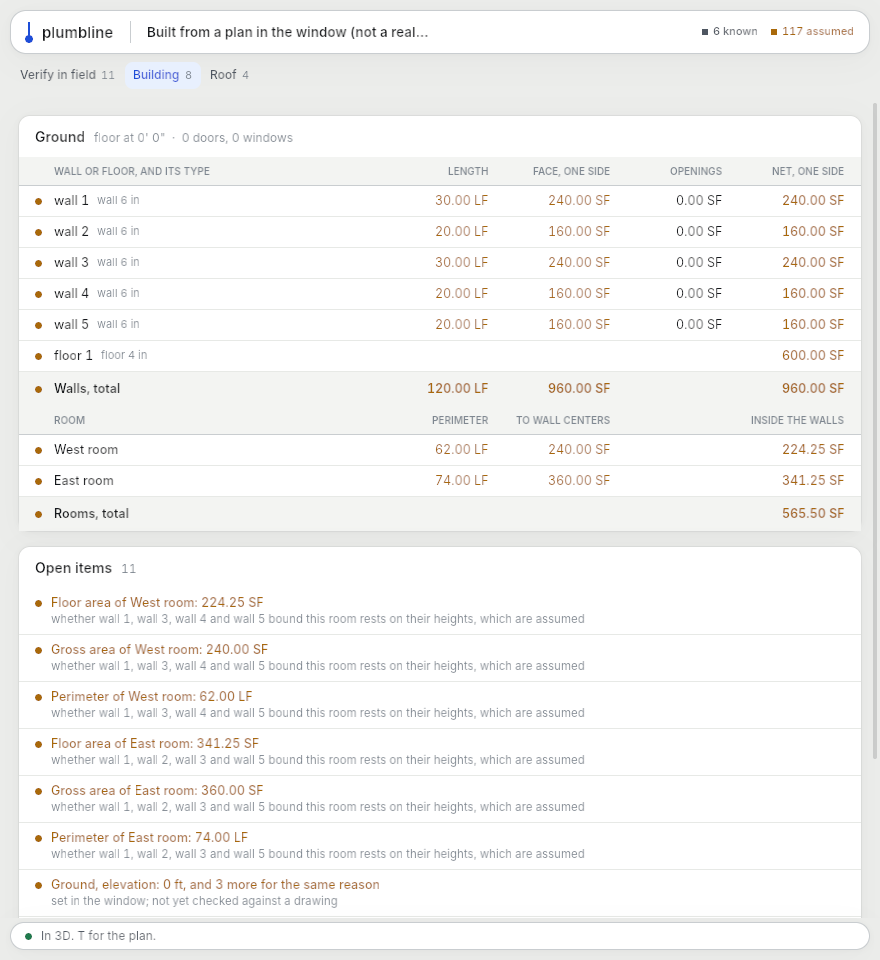 plumbline
Built from a plan in the window (not a real...
6 known
117 assumed
Verify in field 11
Building 8
Roof 4
Ground floor at 0' 0" · 0 doors, 0 windows
WALL OR FLOOR, AND ITS TYPE LENGTH FACE, ONE SIDE OPENINGS NET, ONE SIDE
wall 1 wall 6 in 30.00 LF 240.00 SF 0.00 SF 240.00 SF
wall 2 wall 6 in 20.00 LF 160.00 SF 0.00 SF 160.00 SF
wall 3 wall 6 in 30.00 LF 240.00 SF 0.00 SF 240.00 SF
wall 4 wall 6 in 20.00 LF 160.00 SF 0.00 SF 160.00 SF
wall 5 wall 6 in 20.00 LF 160.00 SF 0.00 SF 160.00 SF
floor 1 floor 4 in 600.00 SF
Walls, total 120.00 LF 960.00 SF 960.00 SF
ROOM PERIMETER TO WALL CENTERS INSIDE THE WALLS
West room 62.00 LF 240.00 SF 224.25 SF
East room 74.00 LF 360.00 SF 341.25 SF
Rooms, total 565.50 SF
Open items 11
Floor area of West room: 224.25 SF
whether wall 1, wall 3, wall 4 and wall 5 bound this room rests on their heights, which are assumed
Gross area of West room: 240.00 SF
whether wall 1, wall 3, wall 4 and wall 5 bound this room rests on their heights, which are assumed
Perimeter of West room: 62.00 LF
whether wall 1, wall 3, wall 4 and wall 5 bound this room rests on their heights, which are assumed
Floor area of East room: 341.25 SF
whether wall 1, wall 2, wall 3 and wall 5 bound this room rests on their heights, which are assumed
Gross area of East room: 360.00 SF
whether wall 1, wall 2, wall 3 and wall 5 bound this room rests on their heights, which are assumed
Perimeter of East room: 74.00 LF
whether wall 1, wall 2, wall 3 and wall 5 bound this room rests on their heights, which are assumed
Ground, elevation: 0 ft, and 3 more for the same reason
set in the window; not yet checked against a drawing
In 3D. T for the plan.